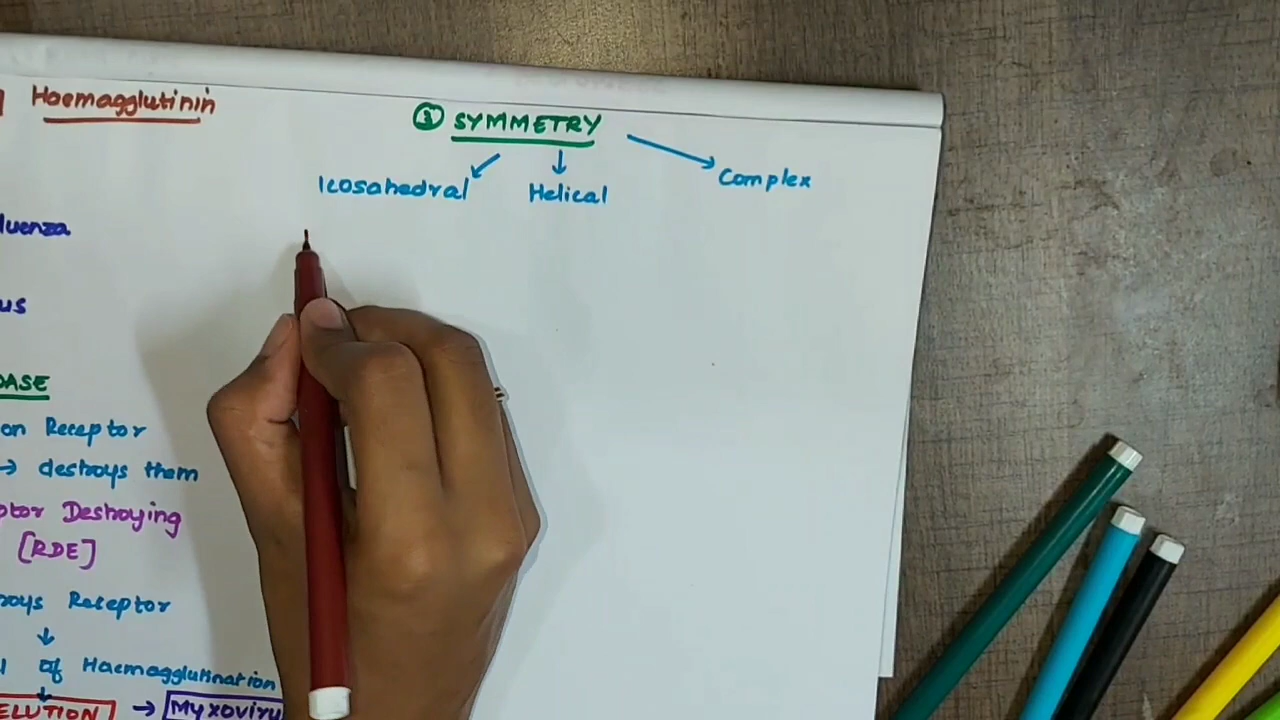 Haemagglutinin
③ SYMMETRY
Icosahedral Helical Complex
luenza
us
DASE
on Receptor
→ destroys them
ptor Destroying
[RDE]
roys Receptor
↓
l of Haemagglutination
ELUTION → Myxoviru